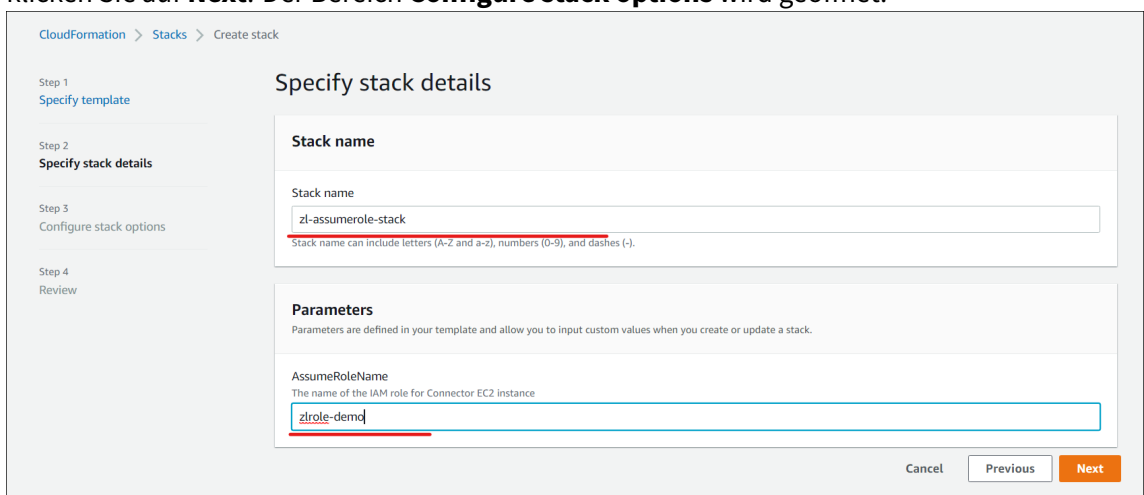 Klicken Sie auf Next. Der Bereich Configure stack options wird geöffnet.
CloudFormation > Stacks > Create stack
Step 1
Specify template
Step 2
Specify stack details
Step 3
Configure stack options
Step 4
Review
Specify stack details
Stack name
Stack name
zl-assumerole-stack
Stack name can include letters (A-Z and a-z), numbers (0-9), and dashes (-).
Parameters
Parameters are defined in your template and allow you to input custom values when you create or update a stack.
AssumeRoleName
The name of the IAM role for Connector EC2 instance
zlrole-demo
Cancel Previous Next